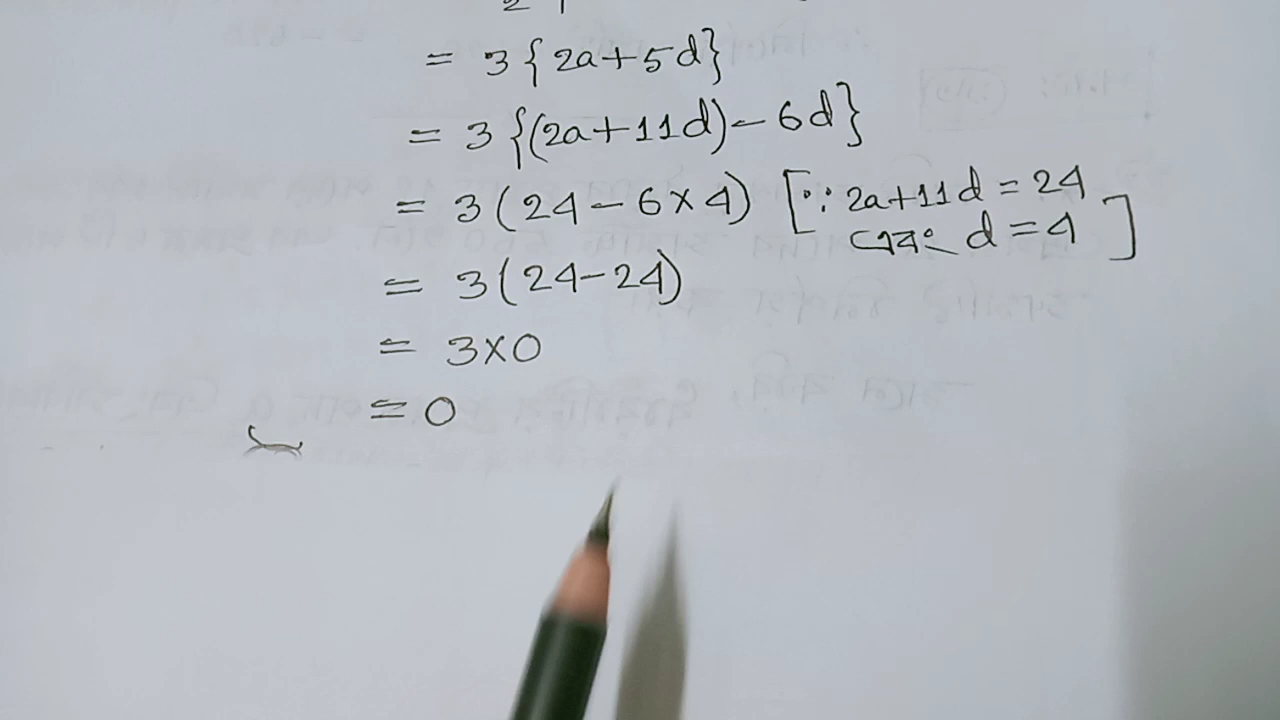 = 3{2a+5d}
= 3{(2a+11d)-6d}
= 3(24-6×4) [∵ 2a+11d=24
এবং d=4]
= 3(24-24)
= 3×0
= 0